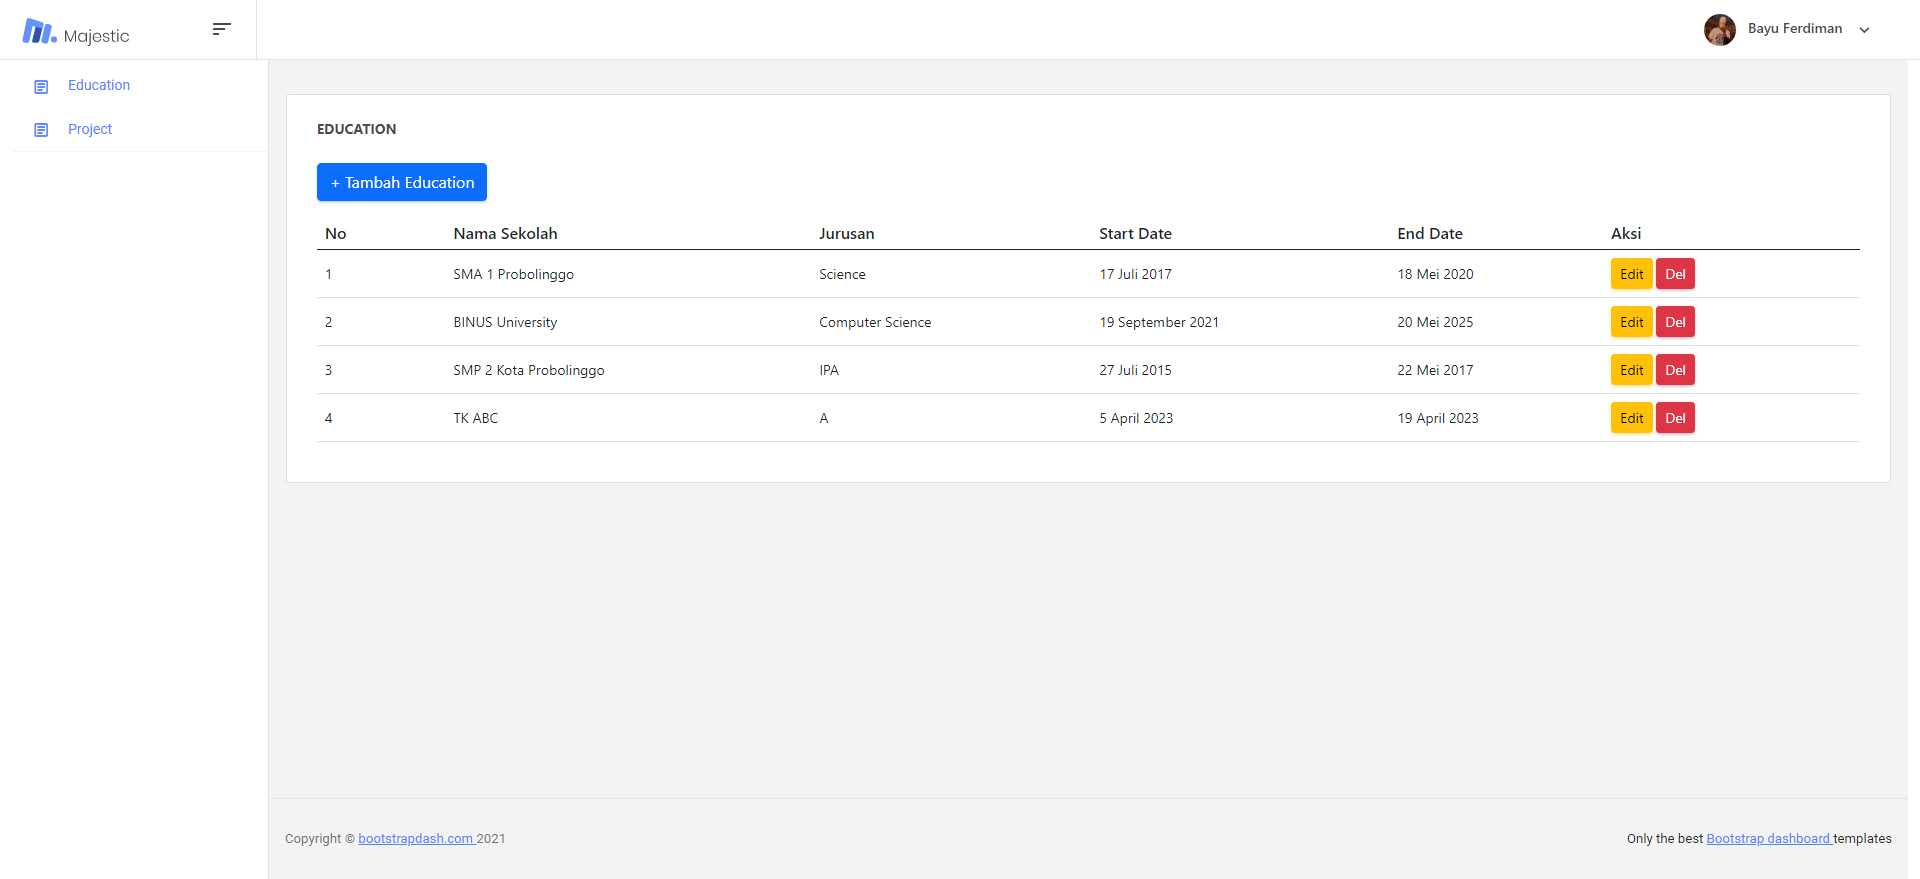 Majestic
Bayu Ferdiman
Education
Project
EDUCATION
+ Tambah Education
No Nama Sekolah Jurusan Start Date End Date Aksi
1 SMA 1 Probolinggo Science 17 Juli 2017 18 Mei 2020 Edit Del
2 BINUS University Computer Science 19 September 2021 20 Mei 2025 Edit Del
3 SMP 2 Kota Probolinggo IPA 27 Juli 2015 22 Mei 2017 Edit Del
4 TK ABC A 5 April 2023 19 April 2023 Edit Del
Copyright © bootstrapdash.com 2021
Only the best Bootstrap dashboard templates